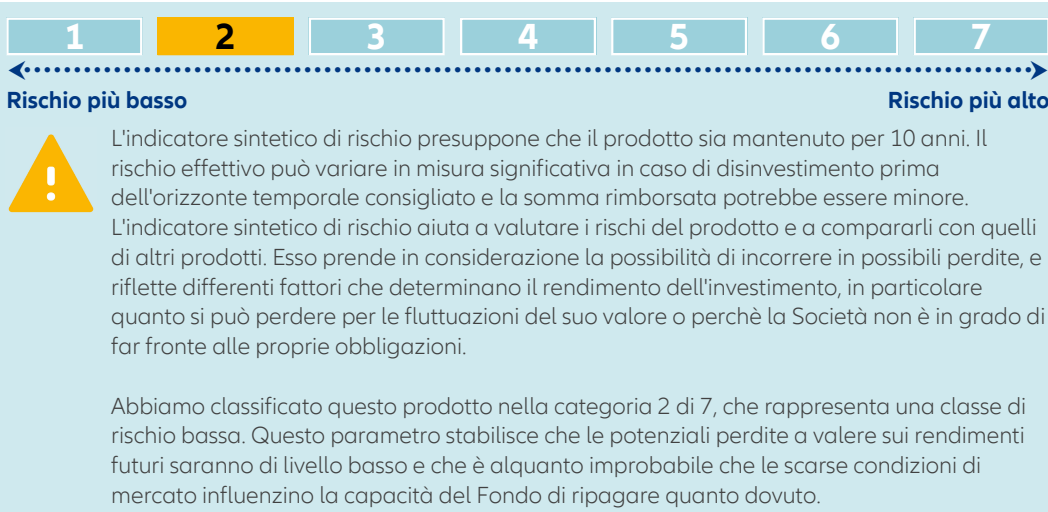 1 2 3 4 5 6 7
Rischio più basso Rischio più alto
L'indicatore sintetico di rischio presuppone che il prodotto sia mantenuto per 10 anni. Il
rischio effettivo può variare in misura significativa in caso di disinvestimento prima
dell'orizzonte temporale consigliato e la somma rimborsata potrebbe essere minore.
L'indicatore sintetico di rischio aiuta a valutare i rischi del prodotto e a compararli con quelli
di altri prodotti. Esso prende in considerazione la possibilità di incorrere in possibili perdite, e
riflette differenti fattori che determinano il rendimento dell'investimento, in particolare
quanto si può perdere per le fluttuazioni del suo valore o perchè la Società non è in grado di
far fronte alle proprie obbligazioni.
Abbiamo classificato questo prodotto nella categoria 2 di 7, che rappresenta una classe di
rischio bassa. Questo parametro stabilisce che le potenziali perdite a valere sui rendimenti
futuri saranno di livello basso e che è alquanto improbabile che le scarse condizioni di
mercato influenzino la capacità del Fondo di ripagare quanto dovuto.